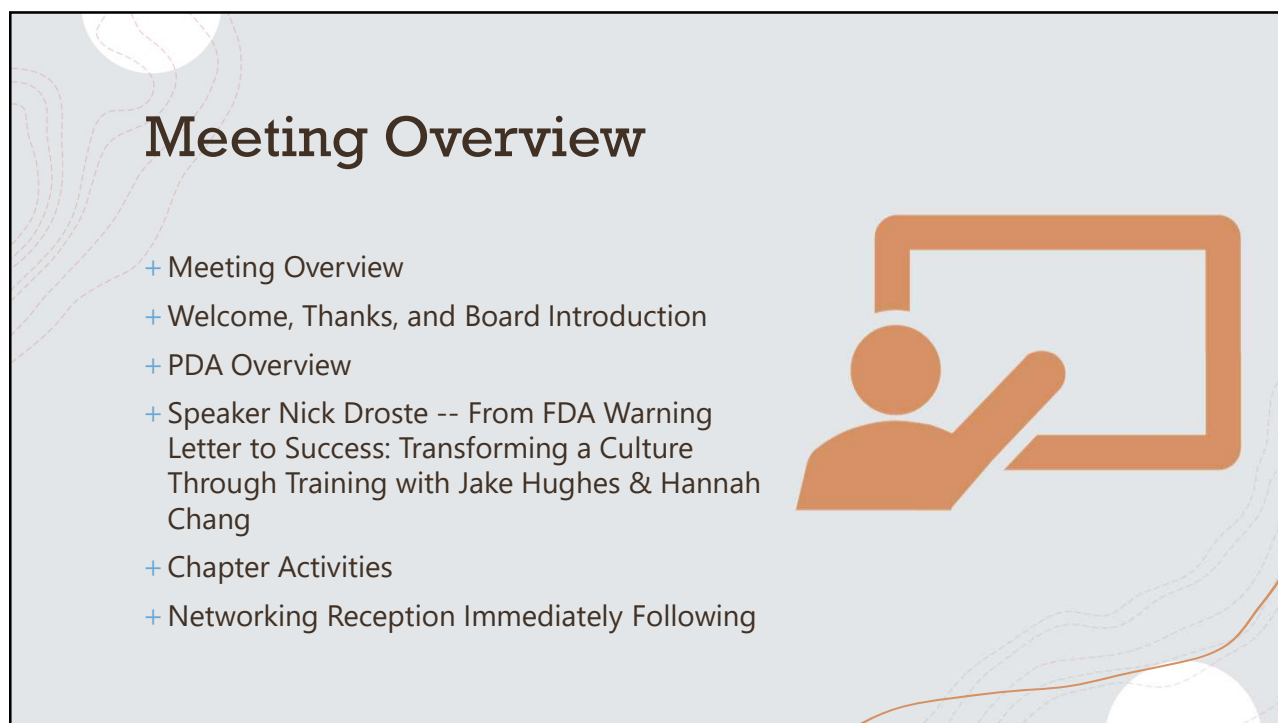 Meeting Overview
+ Meeting Overview
+ Welcome, Thanks, and Board Introduction
+ PDA Overview
+ Speaker Nick Droste -- From FDA Warning
Letter to Success: Transforming a Culture
Through Training with Jake Hughes & Hannah
Chang
+ Chapter Activities
+ Networking Reception Immediately Following